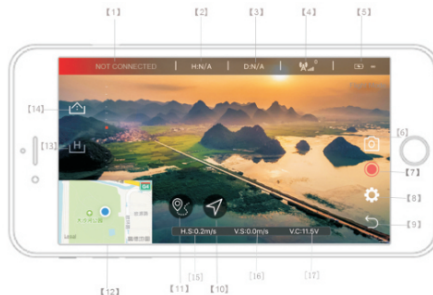 【1】 【2】 【3】 【4】 【5】
NOT CONNECTED | H:N/A | D:N/A
【14】
【6】
【13】 H
【7】
【8】
【9】
H.S:0.2m/s V.S:0.0m/s V.C:11.5V
【12】 【11】 【15】 【10】 【16】 【17】